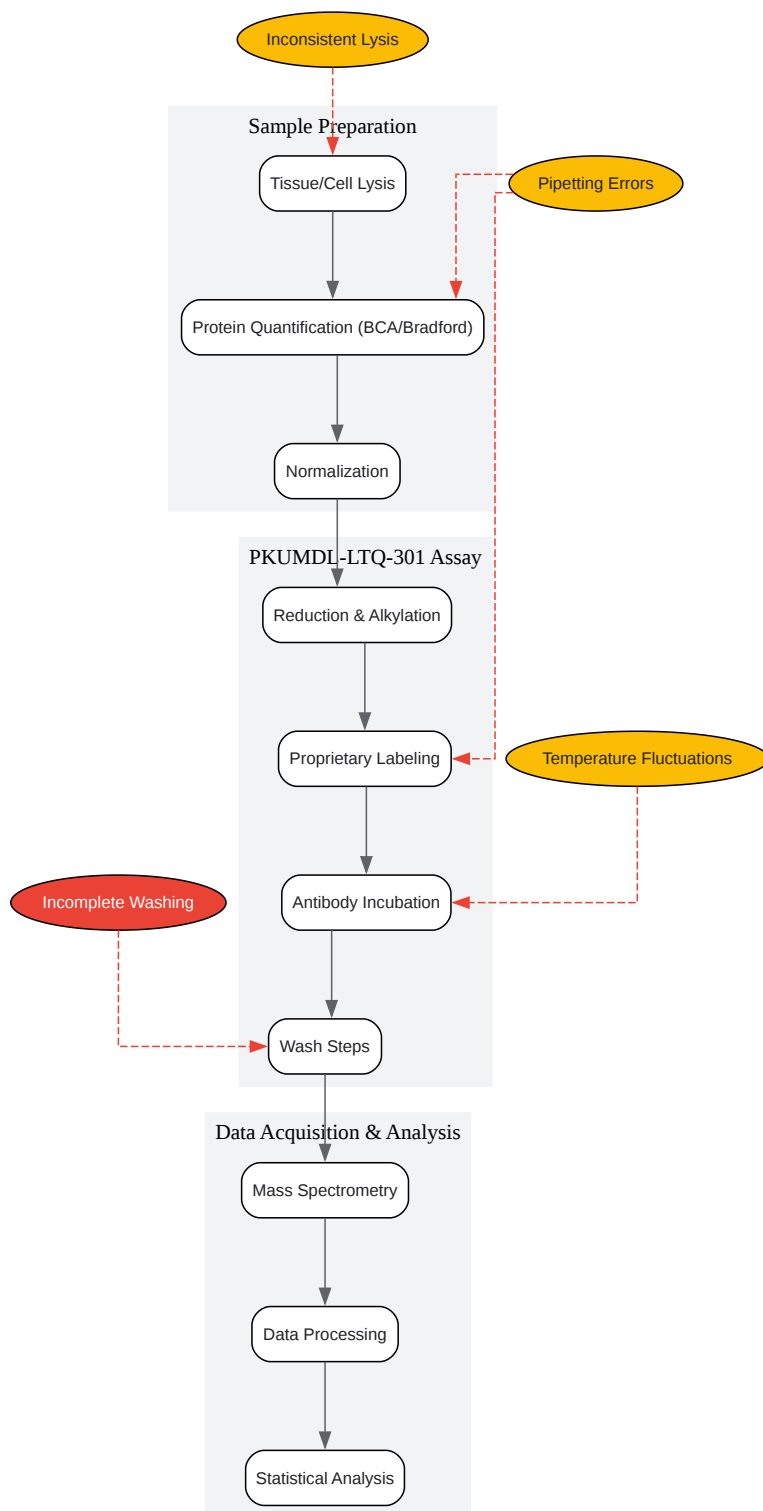 Inconsistent Lysis
Sample Preparation
Tissue/Cell Lysis
Pipetting Errors
Protein Quantification (BCA/Bradford)
Normalization
PKUMDL-LTQ-301 Assay
Reduction & Alkylation
Proprietary Labeling
Temperature Fluctuations
Incomplete Washing
Antibody Incubation
Wash Steps
Data Acquisition & Analysis
Mass Spectrometry
Data Processing
Statistical Analysis